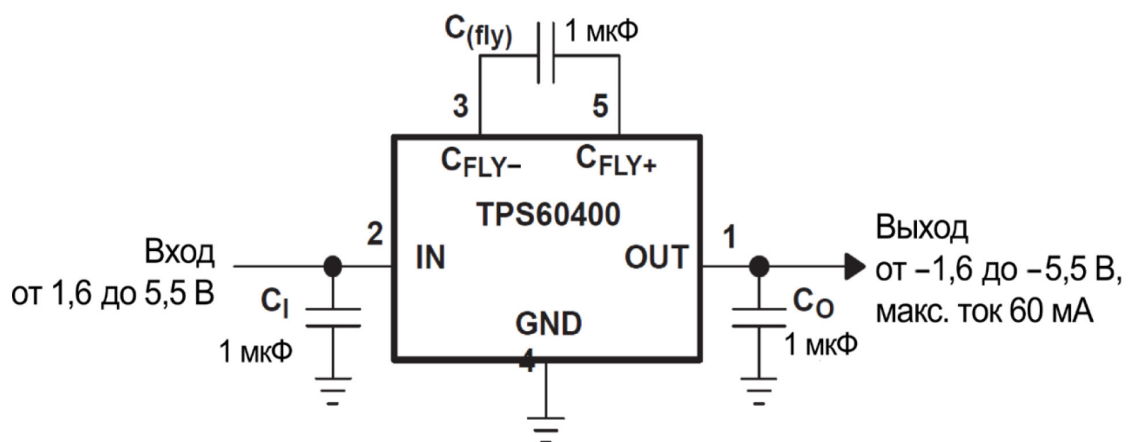 C(fly) 1 мкФ
3 5
CFLY– CFLY+
TPS60400
Вход
от 1,6 до 5,5 В
2 IN
OUT 1
Выход
от –1,6 до –5,5 В,
макс. ток 60 мА
CI
1 мкФ
GND
4
CO
1 мкФ